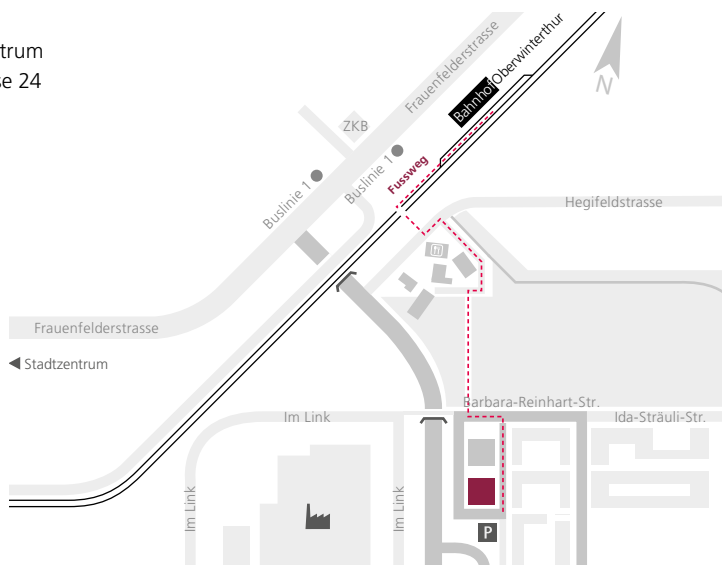 trum
se 24
Frauenfelderstrasse
Bahnhof Oberwinterthur
N
ZKB
Buslinie 1
Buslinie 1
Fussweg
Hegifeldstrasse
Frauenfelderstrasse
Stadtzentrum
Barbara-Reinhart-Str.
Im Link
Ida-Sträuli-Str.
Im Link
Im Link
P